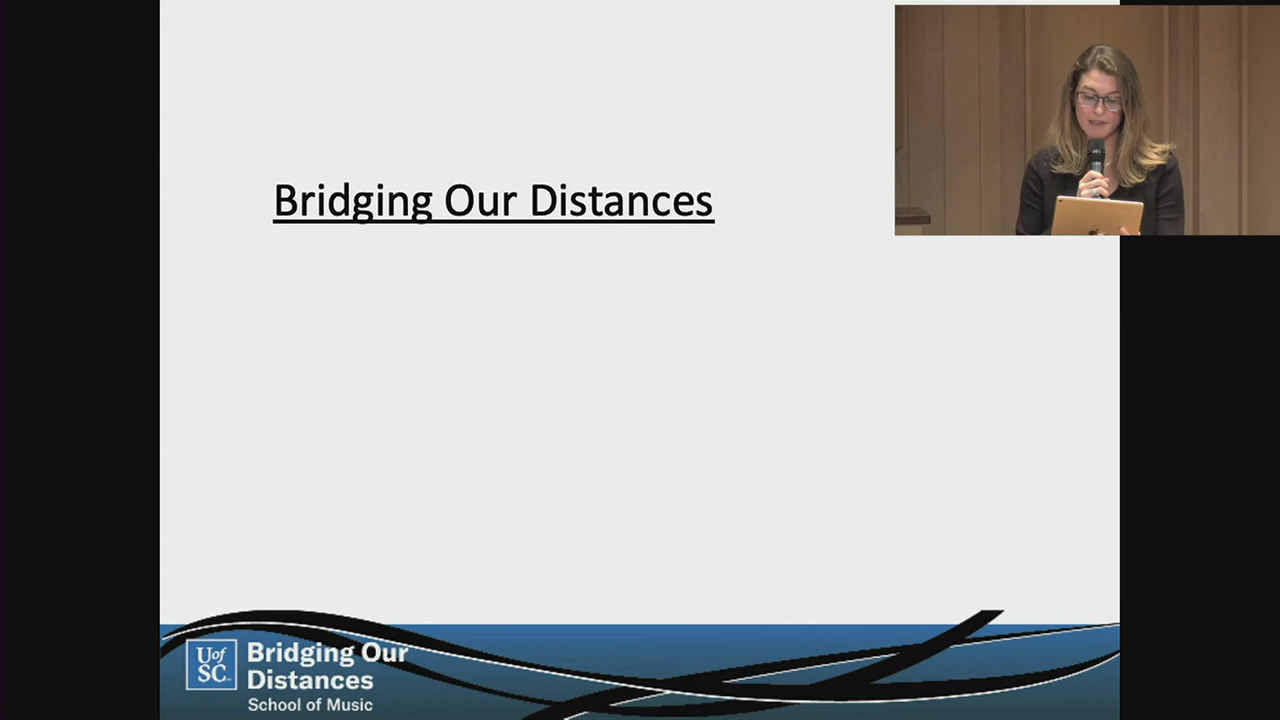 Bridging Our Distances
UofSC
Bridging Our
Distances
School of Music